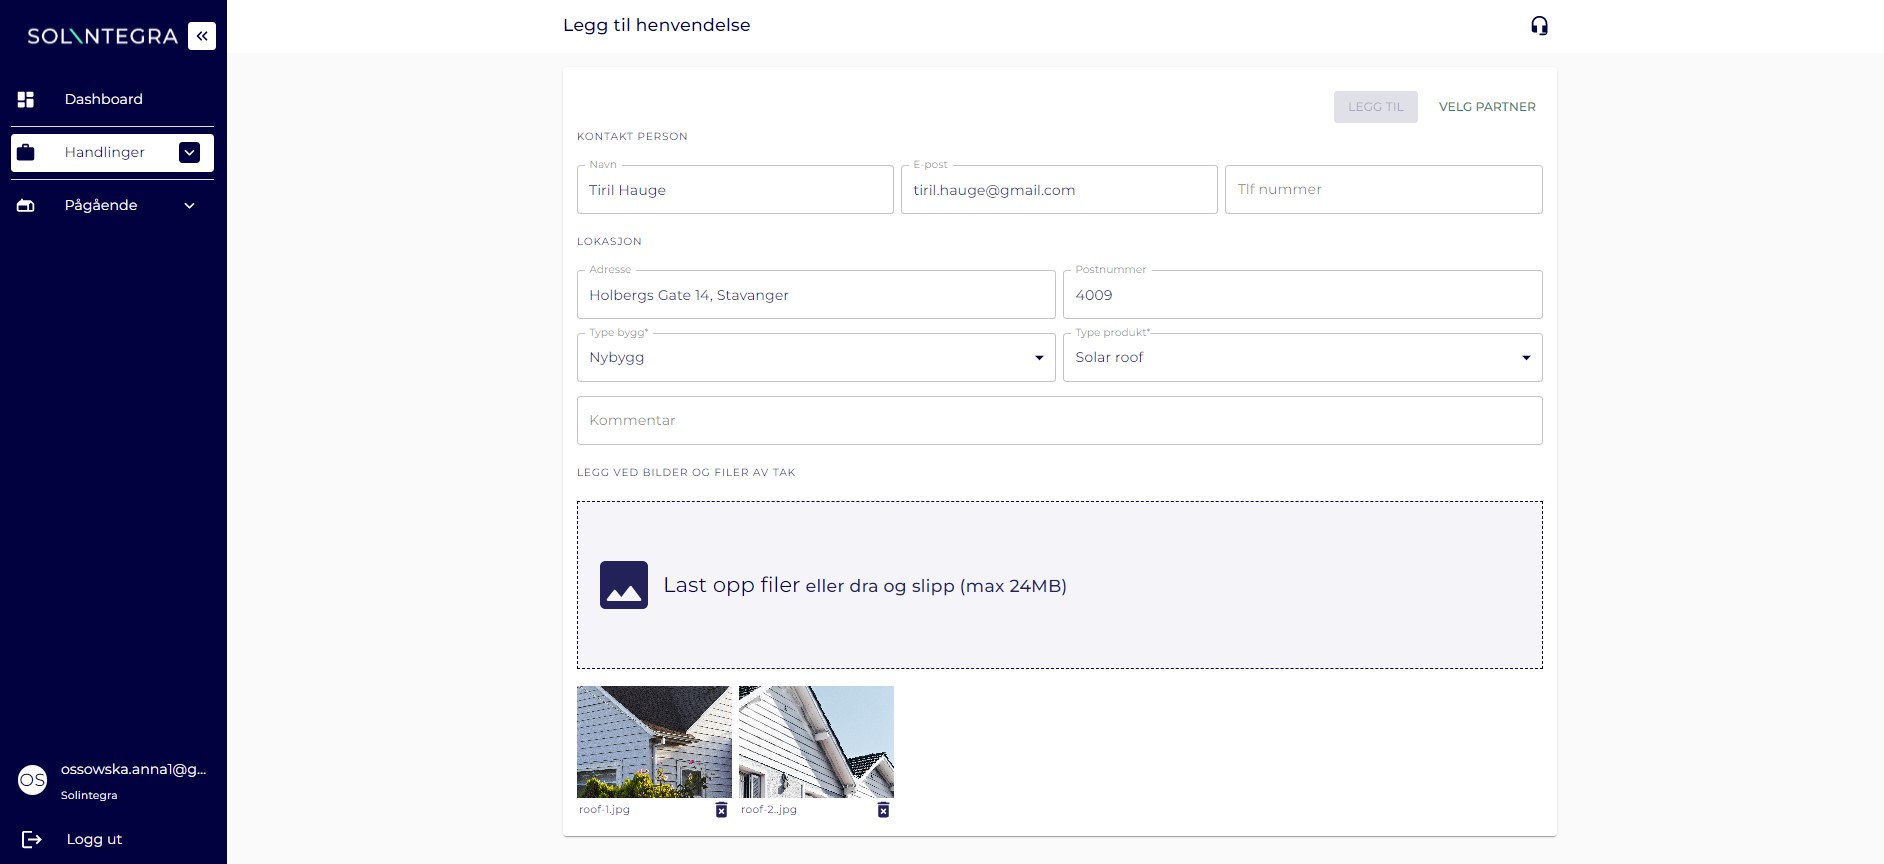 SOLINTEGRA
Dashboard
Handlinger
Pågående
ossowska.anna1@g...
OS
Solintegra
Logg ut
Legg til henvendelse
LEGG TIL
VELG PARTNER
KONTAKT PERSON
Navn
Tiril Hauge
E-post
tiril.hauge@gmail.com
Tlf nummer
LOKASJON
Adresse
Holbergs Gate 14, Stavanger
Postnummer
4009
Type bygg*
Nybygg
Type produkt*
Solar roof
Kommentar
LEGG VED BILDER OG FILER AV TAK
Last opp filer eller dra og slipp (max 24MB)
roof-1.jpg
roof-2..jpg